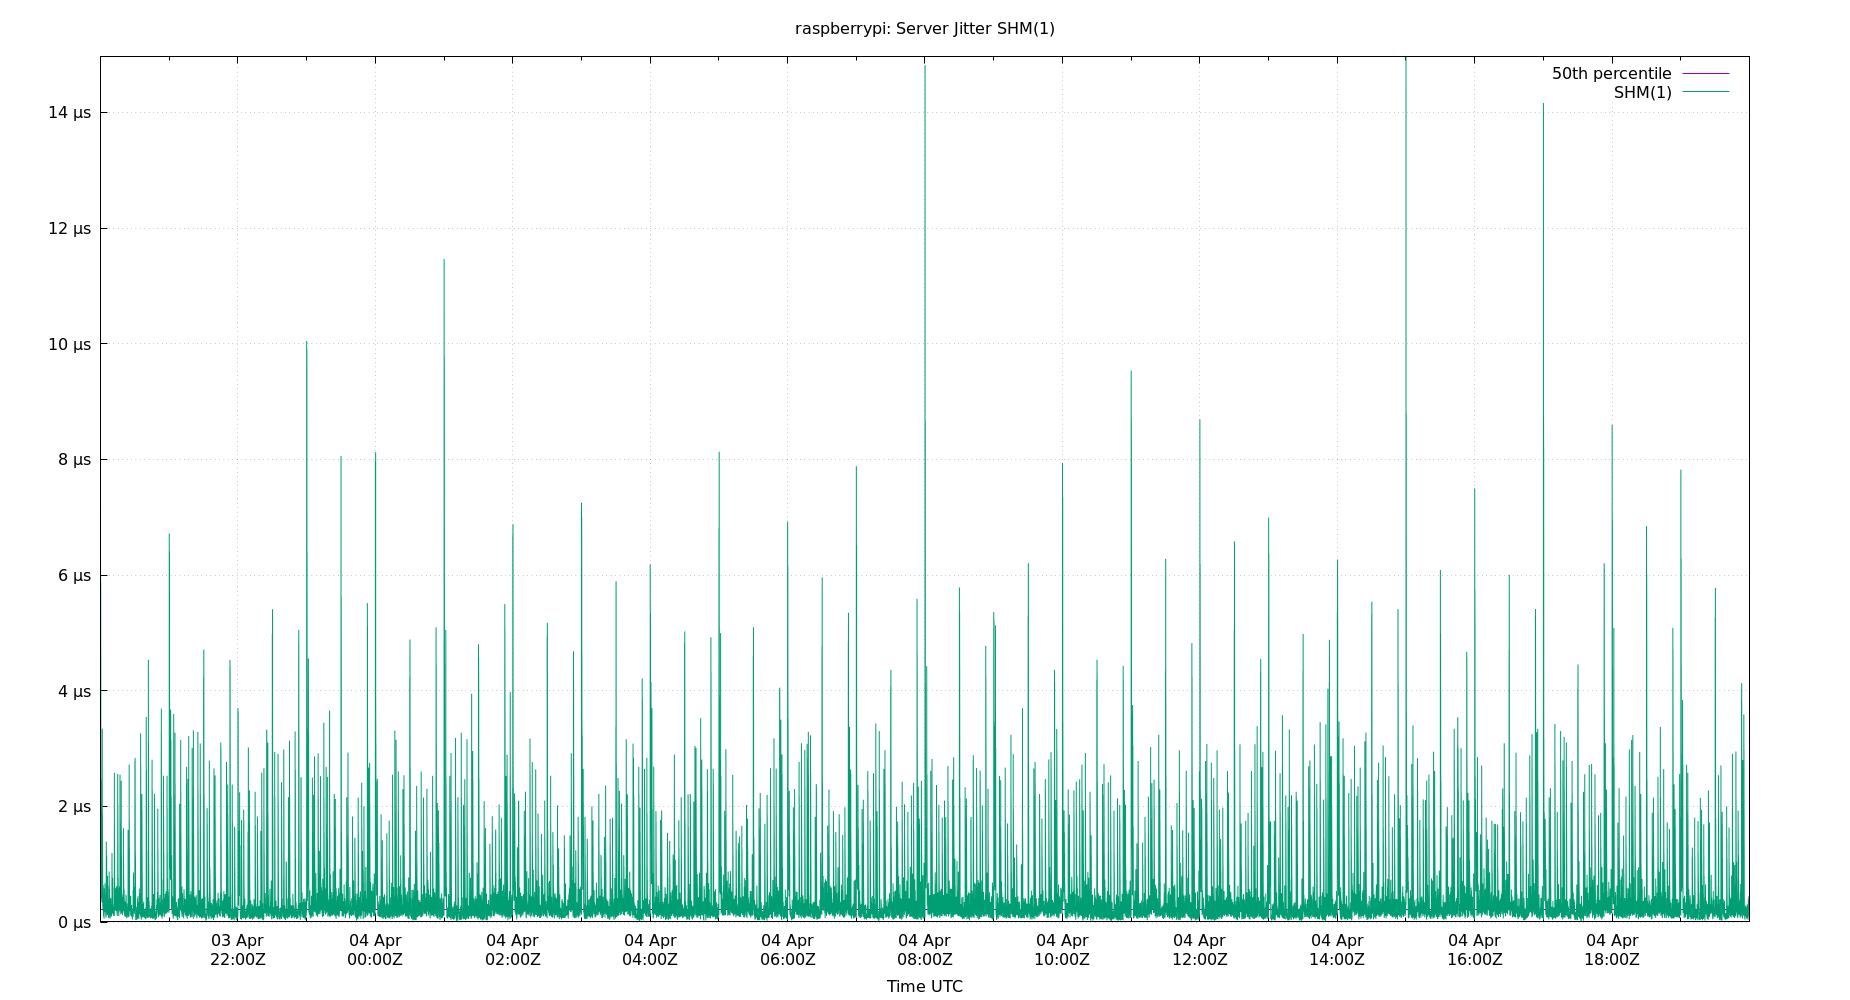 raspberrypi: Server Jitter SHM(1)
50th percentile
SHM(1)
14 µs
12 µs
10 µs
8 µs
6 µs
4 µs
2 µs
0 µs
03 Apr 04 Apr 04 Apr 04 Apr 04 Apr 04 Apr 04 Apr 04 Apr 04 Apr 04 Apr 04 Apr
22:00Z 00:00Z 02:00Z 04:00Z 06:00Z 08:00Z 10:00Z 12:00Z 14:00Z 16:00Z 18:00Z
Time UTC